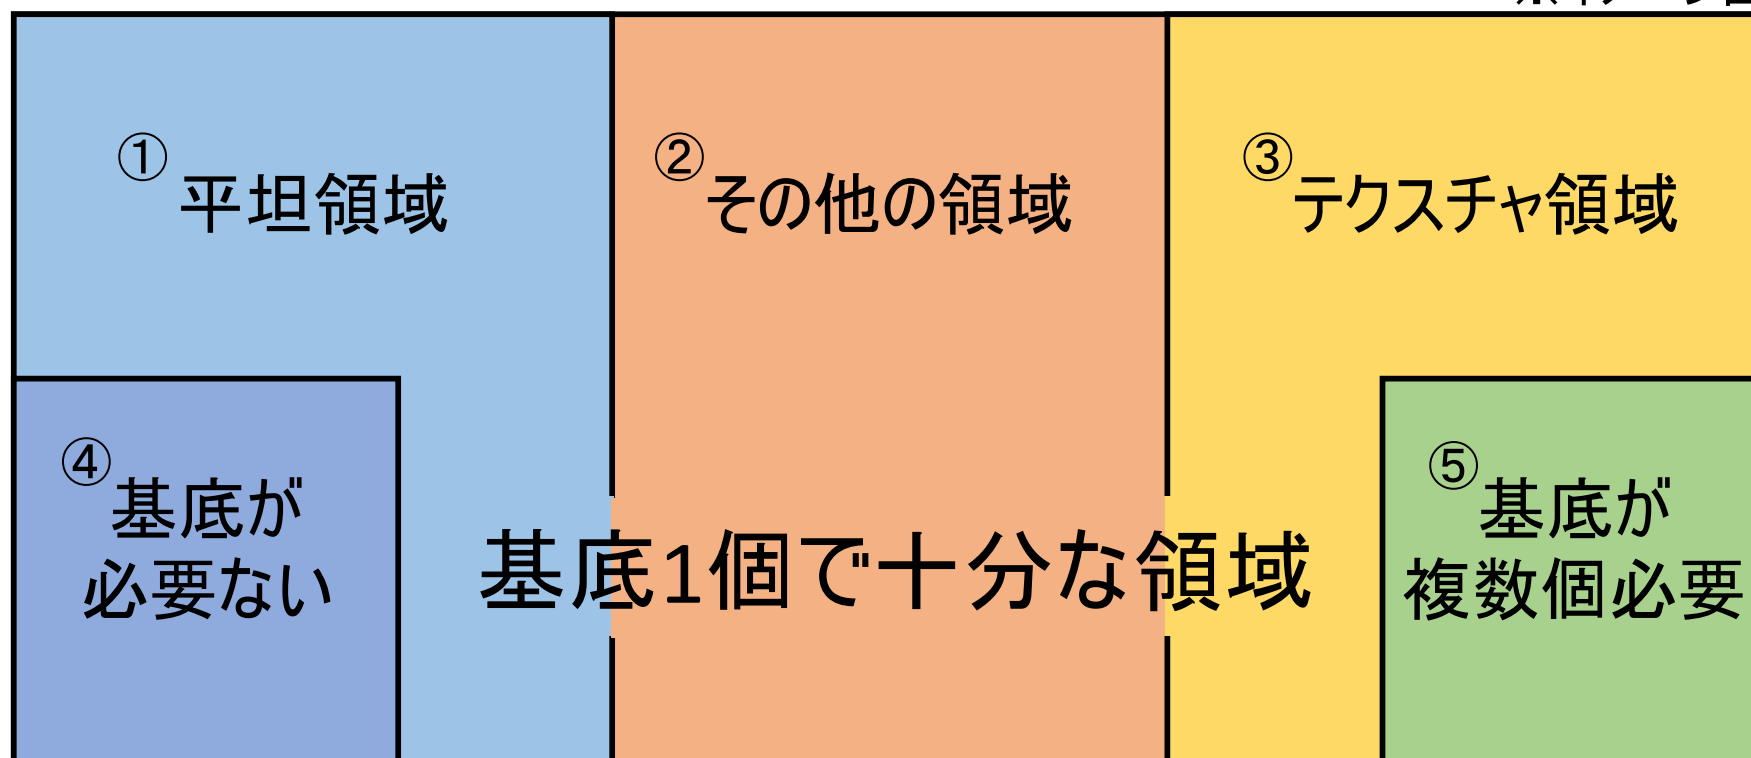 ①
平坦領域
②
その他の領域
③
テクスチャ領域
④
基底が
必要ない
基底1個で十分な領域
⑤
基底が
複数個必要